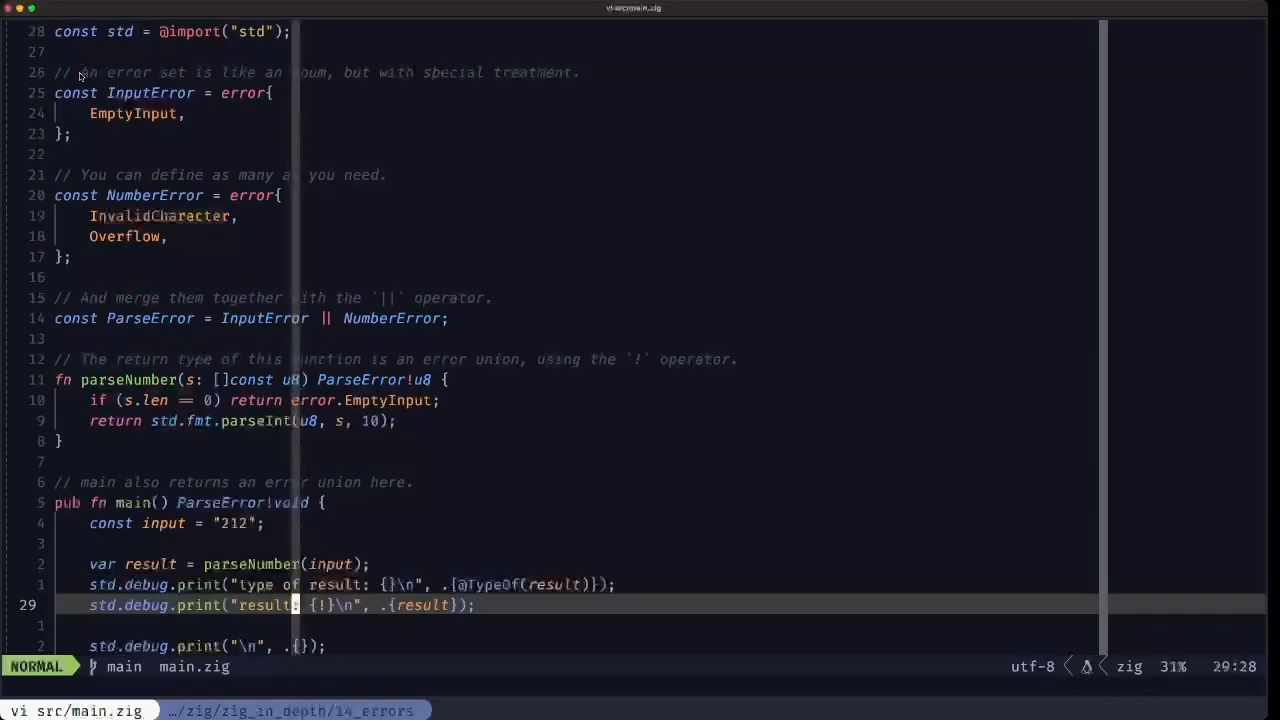 vi src/main.zig
28 const std = @import("std");
27
26 // An error set is like an enum, but with special treatment.
25 const InputError = error{
24     EmptyInput,
23 };
22
21 // You can define as many as you need.
20 const NumberError = error{
19     InvalidCharacter,
18     Overflow,
17 };
16
15 // And merge them together with the `||` operator.
14 const ParseError = InputError || NumberError;
13
12 // The return type of this function is an error union, using the `!` operator.
11 fn parseNumber(s: []const u8) ParseError!u8 {
10     if (s.len == 0) return error.EmptyInput;
9     return std.fmt.parseInt(u8, s, 10);
8 }
7
6 // main also returns an error union here.
5 pub fn main() ParseError!void {
4     const input = "212";
3
2     var result = parseNumber(input);
1     std.debug.print("type of result: {}\n", .{@TypeOf(result)});
29     std.debug.print("result: {!}\n", .{result});
1
2     std.debug.print("\n", .{});
NORMAL main main.zig utf-8 zig 31% 29:28
vi src/main.zig …/zig/zig_in_depth/14_errors